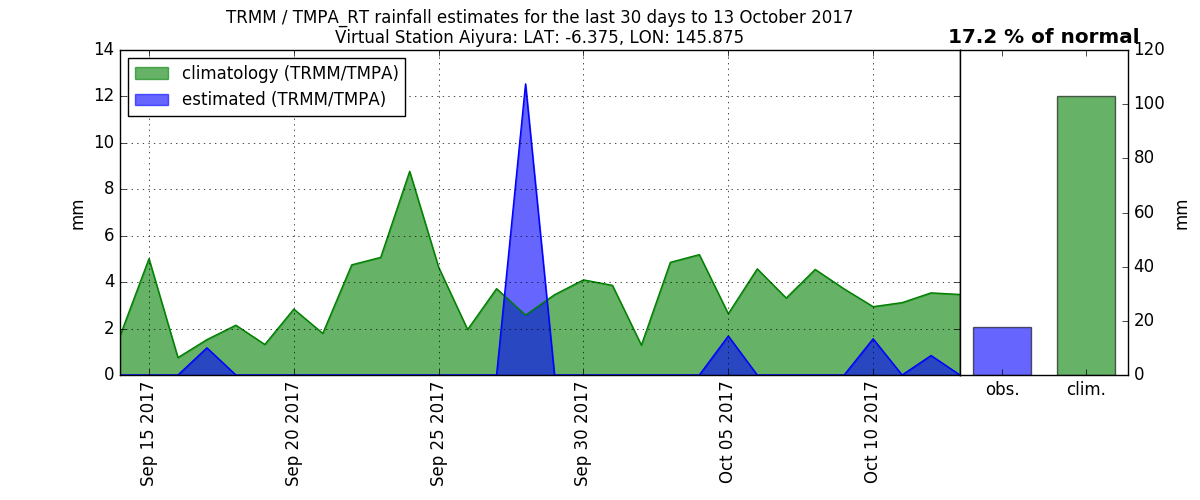 TRMM / TMPA_RT rainfall estimates for the last 30 days to 13 October 2017
Virtual Station Aiyura: LAT: -6.375, LON: 145.875
17.2 % of normal
climatology (TRMM/TMPA)
estimated (TRMM/TMPA)
14
12
10
8
6
4
2
0
mm
Sep 15 2017
Sep 20 2017
Sep 25 2017
Sep 30 2017
Oct 05 2017
Oct 10 2017
obs.
clim.
120
100
80
60
40
20
0
mm